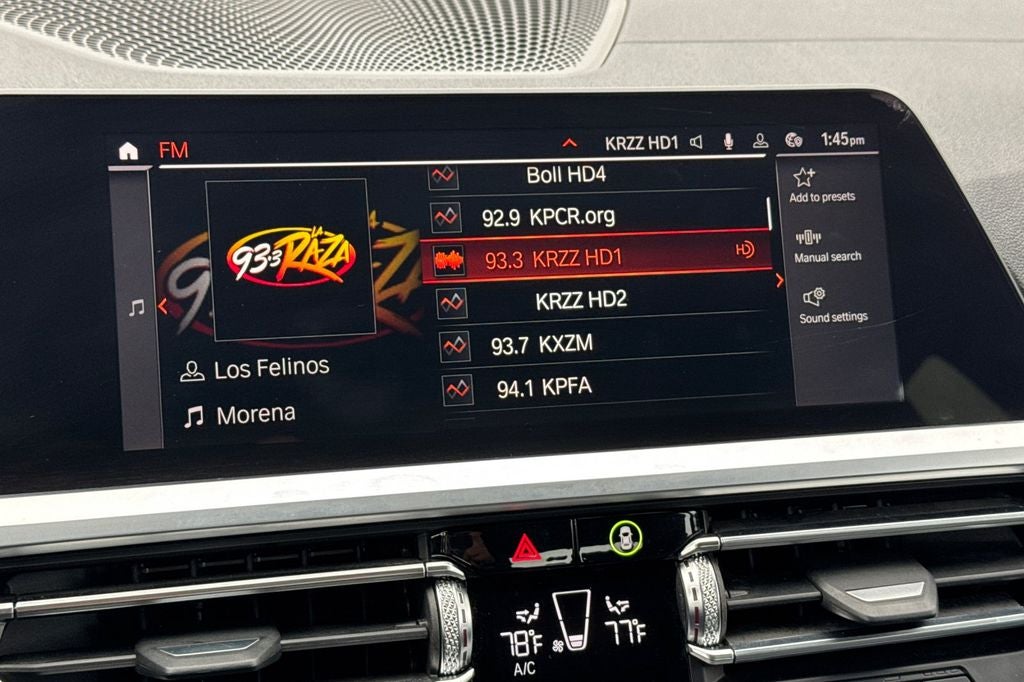 FM
KRZZ HD1
1:45pm
Boll HD4
92.9 KPCR.org
93.3 KRZZ HD1 HD
KRZZ HD2
93.7 KXZM
94.1 KPFA
93.3 LA RAZA
Los Felinos
Morena
Add to presets
Manual search
Sound settings
78°F
A/C
77°F